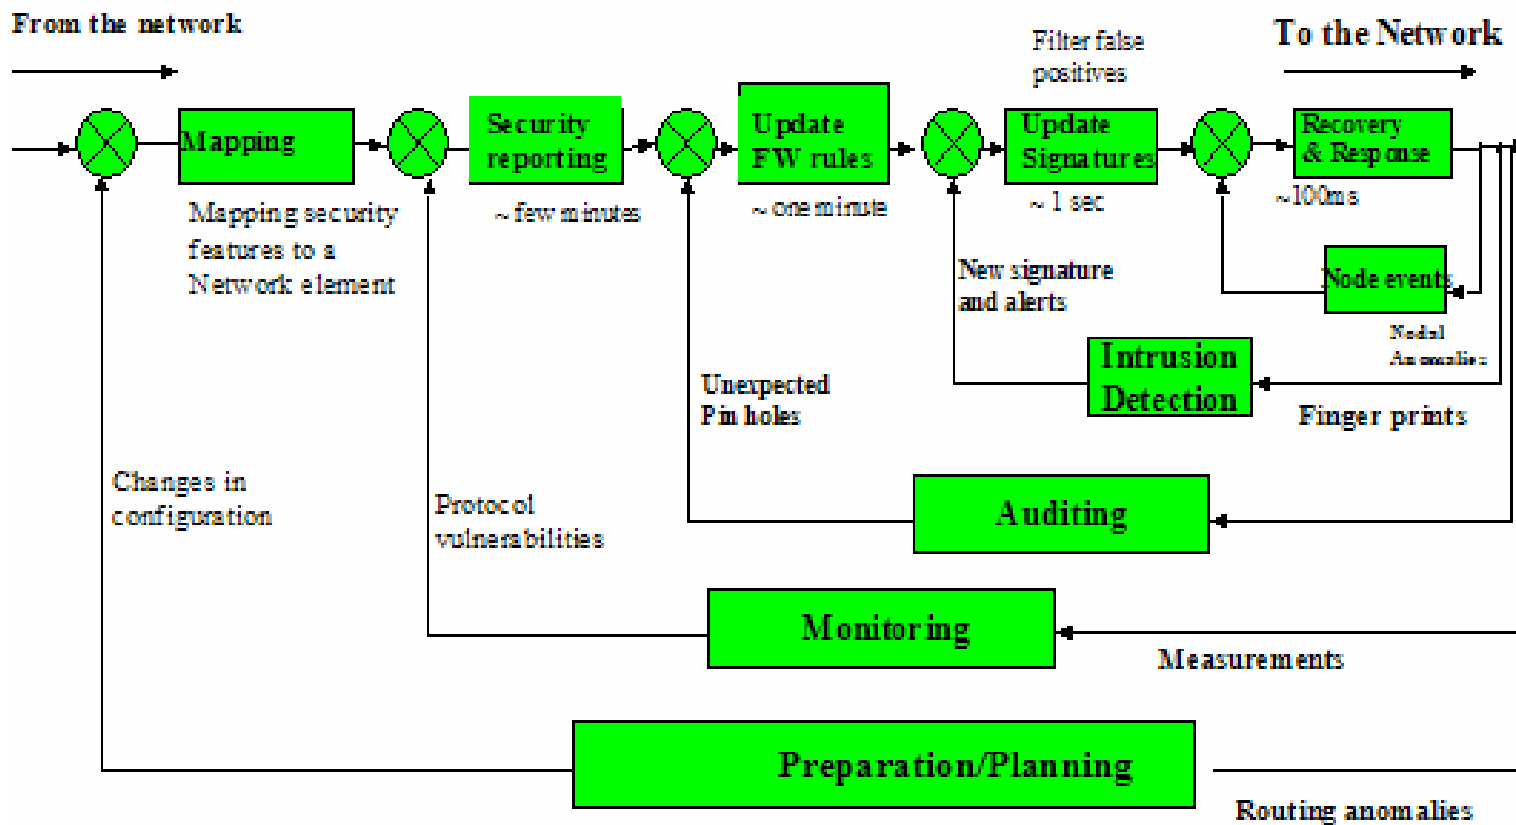 From the network
To the Network
Filter false
positives
Mapping
Security
reporting
Update
FW rules
Update
Signatures
Recovery
& Response
Mapping security
features to a
Network element
~ few minutes
~ one minute
~ 1 sec
~100ms
New signature
and alerts
Node events
Nodal
Anomalies
Intrusion
Detection
Finger prints
Unexpected
Pin holes
Changes in
configuration
Protocol
vulnerabilities
Auditing
Monitoring
Measurements
Preparation/Planning
Routing anomalies